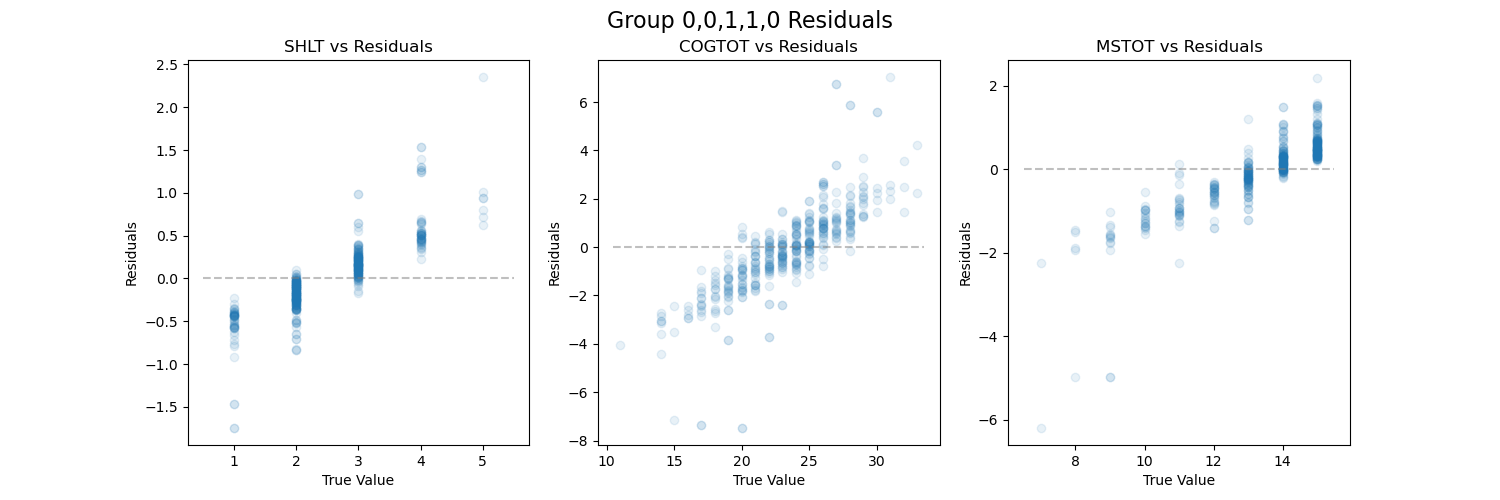 Group 0,0,1,1,0 Residuals
SHLT vs Residuals
COGTOT vs Residuals
MSTOT vs Residuals
2.5
2.0
1.5
1.0
0.5
0.0
−0.5
−1.0
−1.5
Residuals
1 2 3 4 5
True Value
6
4
2
0
−2
−4
−6
−8
Residuals
10 15 20 25 30
True Value
2
0
−2
−4
−6
Residuals
8 10 12 14
True Value